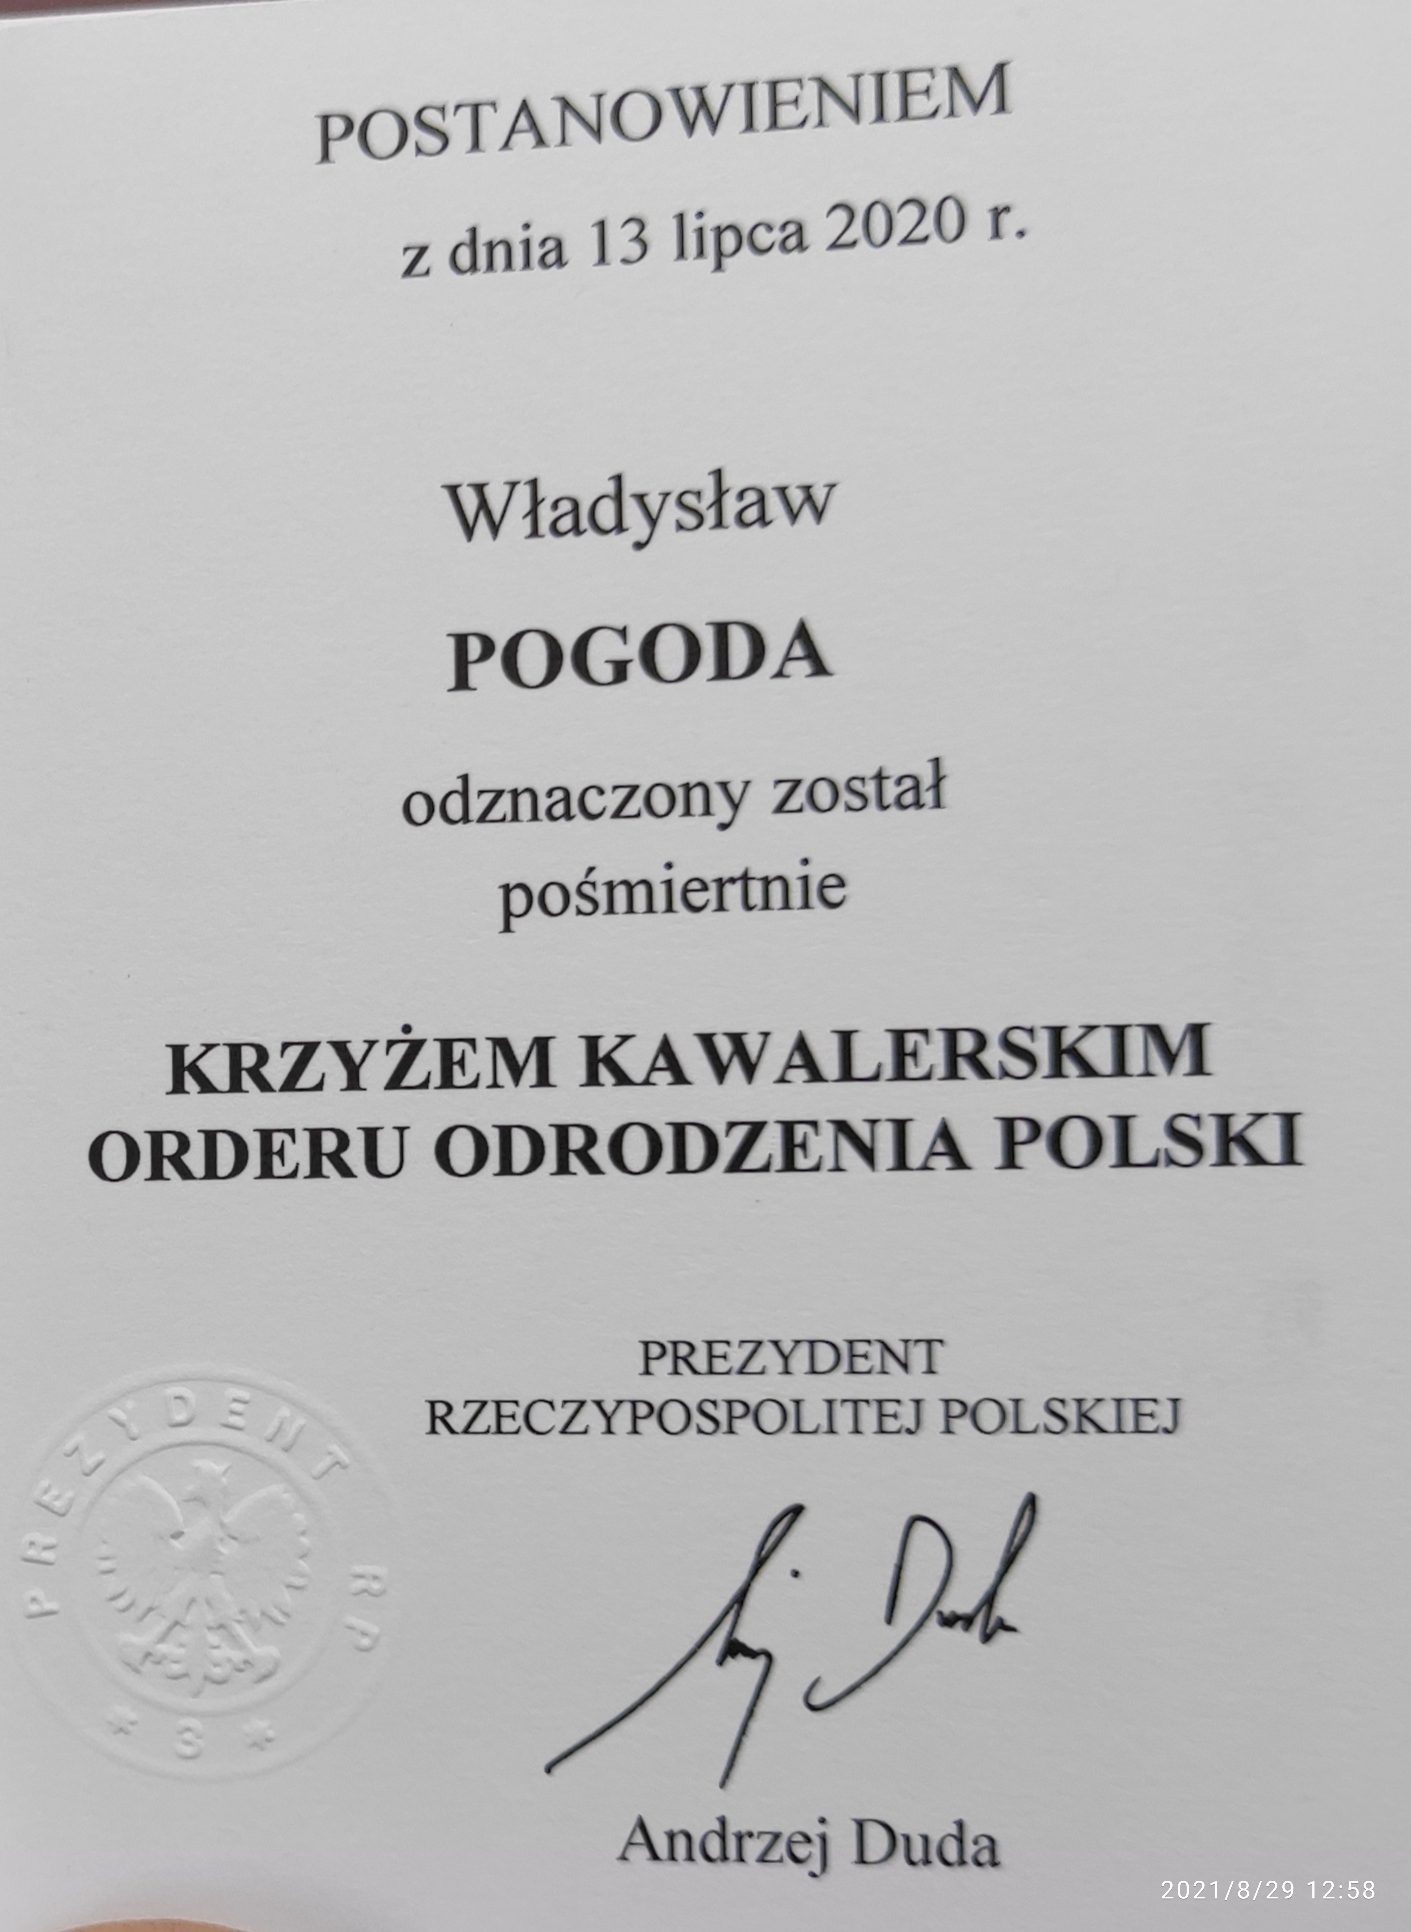 POSTANOWIENIEM
z dnia 13 lipca 2020 r.
Władysław
POGODA
odznaczony został
pośmiertnie
KRZYŻEM KAWALERSKIM
ORDERU ODRODZENIA POLSKI
PREZYDENT
RZECZYPOSPOLITEJ POLSKIEJ
PREZYDENT RP
* 3 *
Andrzej Duda
2021/8/29 12:58